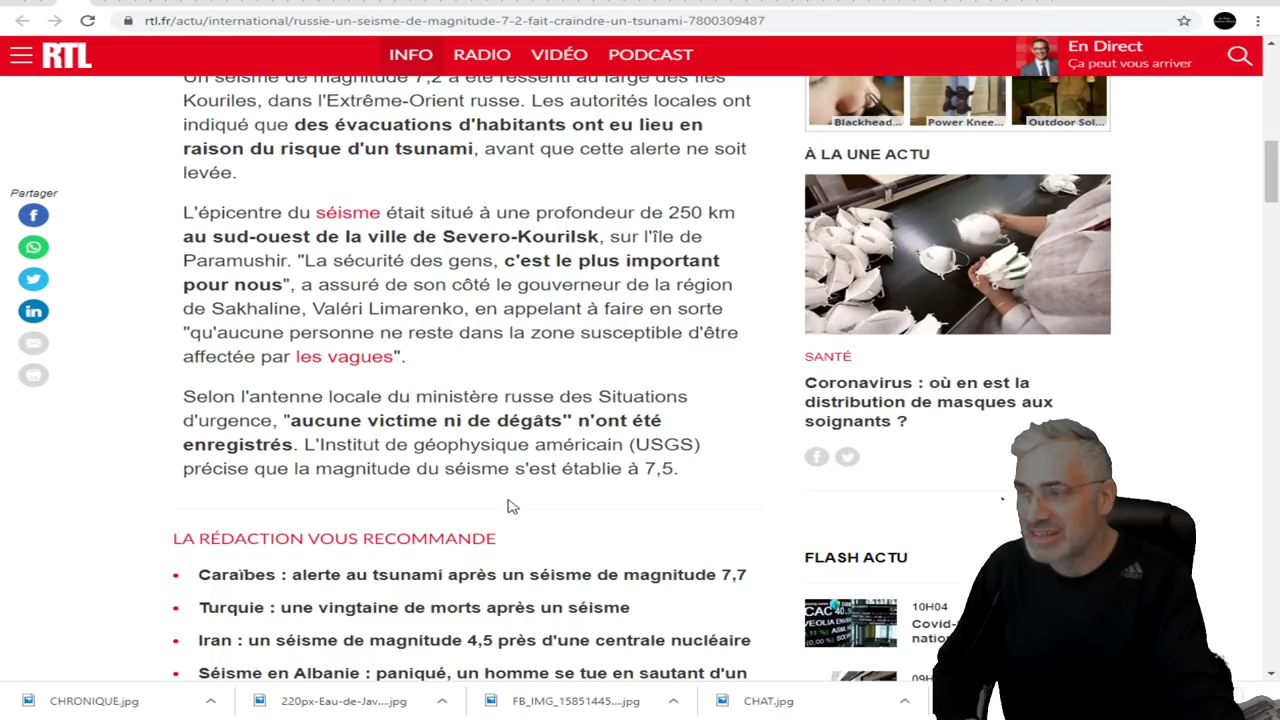 rtl.fr/actu/international/russie-un-seisme-de-magnitude-7-2-fait-craindre-un-tsunami-7800309487
RTL
INFO
RADIO
VIDÉO
PODCAST
En Direct
Ça peut vous arriver
Un séisme de magnitude 7,2 a été ressenti au large des îles
Kouriles, dans l'Extrême-Orient russe. Les autorités locales ont
indiqué que des évacuations d'habitants ont eu lieu en
raison du risque d'un tsunami, avant que cette alerte ne soit
levée.
Partager
L'épicentre du séisme était situé à une profondeur de 250 km
au sud-ouest de la ville de Severo-Kourilsk, sur l'île de
Paramushir. "La sécurité des gens, c'est le plus important
pour nous", a assuré de son côté le gouverneur de la région
de Sakhaline, Valéri Limarenko, en appelant à faire en sorte
"qu'aucune personne ne reste dans la zone susceptible d'être
affectée par les vagues".
Selon l'antenne locale du ministère russe des Situations
d'urgence, "aucune victime ni de dégâts" n'ont été
enregistrés. L'Institut de géophysique américain (USGS)
précise que la magnitude du séisme s'est établie à 7,5.
LA RÉDACTION VOUS RECOMMANDE
• Caraïbes : alerte au tsunami après un séisme de magnitude 7,7
• Turquie : une vingtaine de morts après un séisme
• Iran : un séisme de magnitude 4,5 près d'une centrale nucléaire
• Séisme en Albanie : paniqué, un homme se tue en sautant d'un
Blackhead...
Power Knee...
Outdoor Sol...
À LA UNE ACTU
SANTÉ
Coronavirus : où en est la
distribution de masques aux
soignants ?
FLASH ACTU
CAC 40
VEOLIA
10H04
Covid-
nation
CHRONIQUE.jpg
220px-Eau-de-Jav....jpg
FB_IMG_15851445....jpg
CHAT.jpg